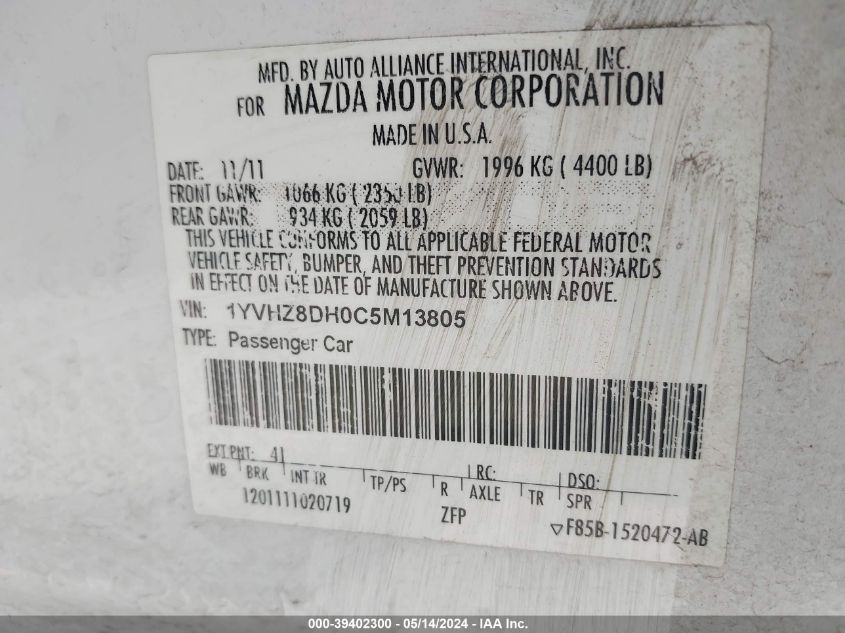 MFD. BY AUTO ALLIANCE INTERNATIONAL, INC.
FOR MAZDA MOTOR CORPORATION
MADE IN U.S.A.
DATE: 11/11 GVWR: 1996 KG ( 4400 LB)
FRONT GAWR: 1066 KG ( 2350 LB)
REAR GAWR: 934 KG ( 2059 LB)
THIS VEHICLE CONFORMS TO ALL APPLICABLE FEDERAL MOTOR
VEHICLE SAFETY, BUMPER, AND THEFT PREVENTION STANDARDS
IN EFFECT ON THE DATE OF MANUFACTURE SHOWN ABOVE.
VIN: 1YVHZ8DH0C5M13805
TYPE: Passenger Car
EXT PNT: RC: DSO:
WB BRK INT TR TP/PS R AXLE TR SPR
1201111020719 ZFP F85B-1520472-AB
000-39402300 - 05/14/2024 - IAA Inc.